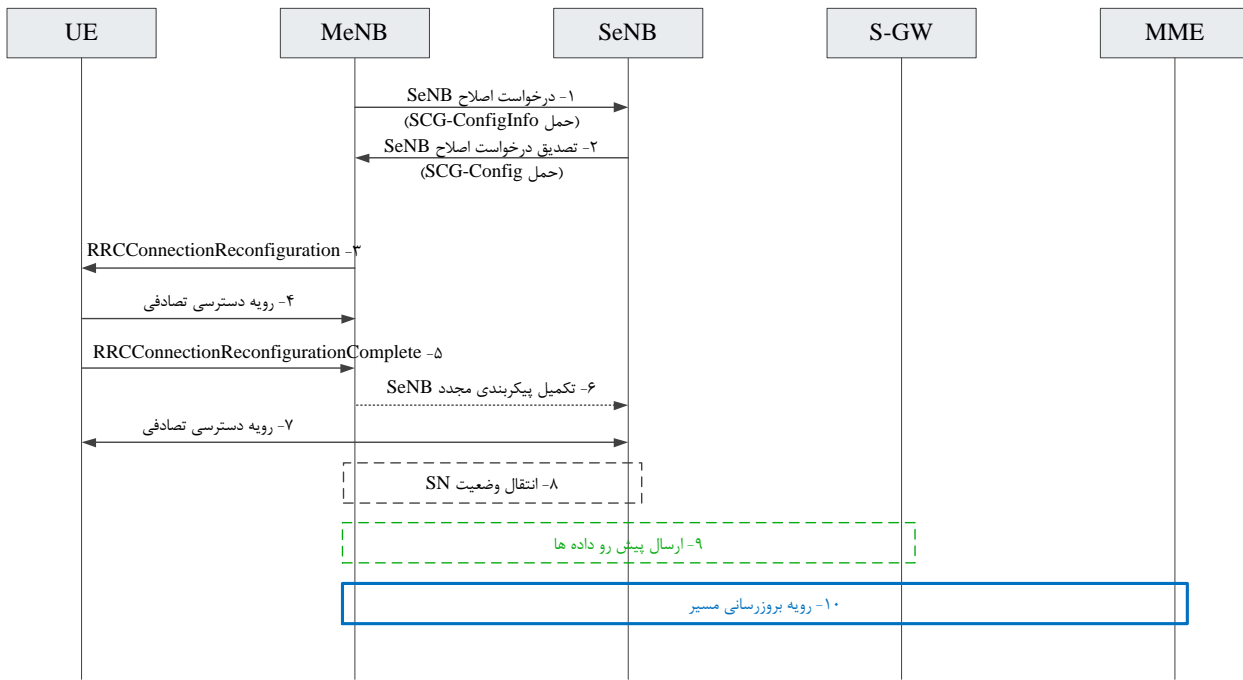 UE
MeNB
SeNB
S-GW
MME
۱- درخواست اصلاح SeNB
(حمل SCG-ConfigInfo)
۲- تصدیق درخواست اصلاح SeNB
(حمل SCG-Config)
۳- RRCConnectionReconfiguration
۴- رویه دسترسی تصادفی
۵- RRCConnectionReconfigurationComplete
۶- تکمیل پیکربندی مجدد SeNB
۷- رویه دسترسی تصادفی
۸- انتقال وضعیت SN
۹- ارسال پیش رو داده ها
۱۰- رویه بروزرسانی مسیر